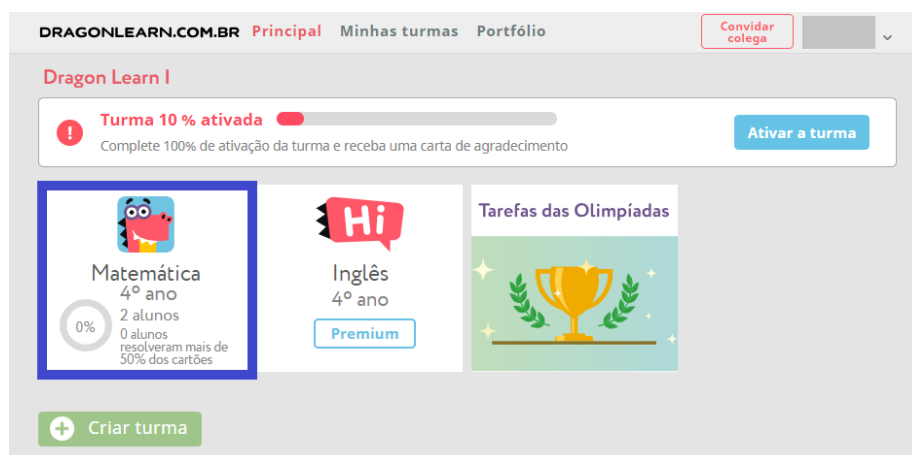 DRAGONLEARN.COM.BR Principal Minhas turmas Portfólio Convidar colega
Dragon Learn I
Turma 10 % ativada
Complete 100% de ativação da turma e receba uma carta de agradecimento
Ativar a turma
Matemática
4º ano
2 alunos
0%
0 alunos
resolveram mais de
50% dos cartões
Hi
Inglês
4º ano
Premium
Tarefas das Olimpíadas
Criar turma